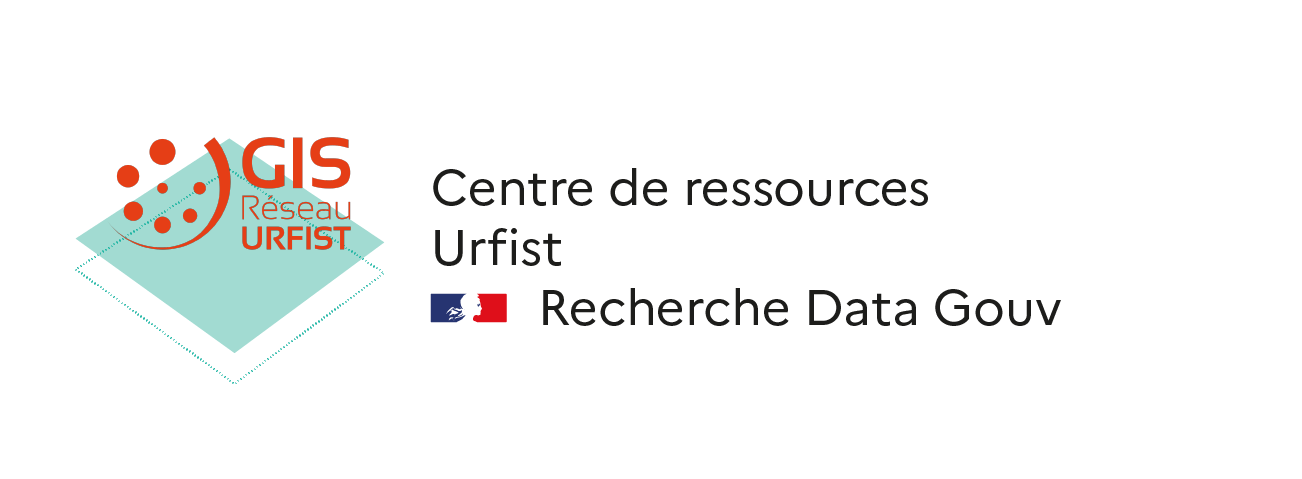 GIS
Réseau
URFIST
Centre de ressources
Urfist
Recherche Data Gouv